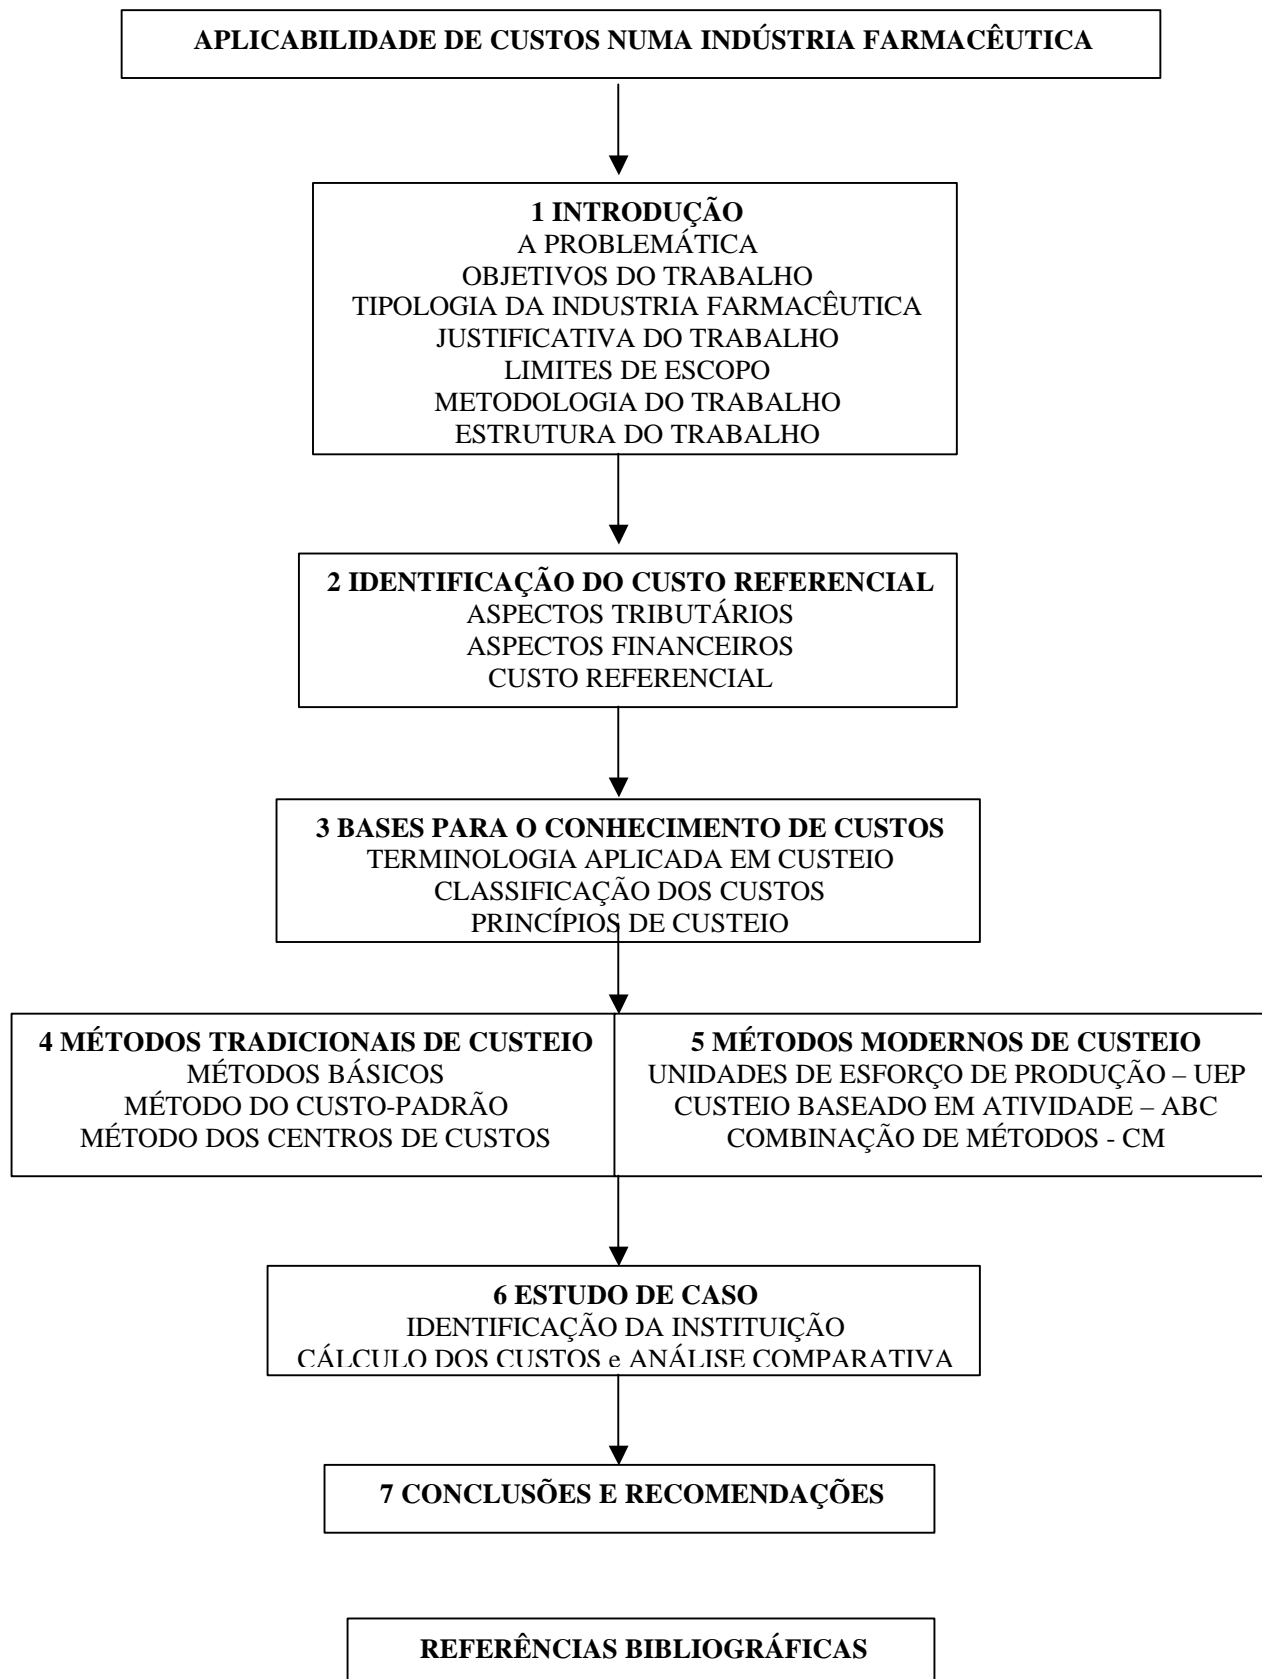 APLICABILIDADE DE CUSTOS NUMA INDÚSTRIA FARMACÊUTICA
1 INTRODUÇÃO
A PROBLEMÁTICA
OBJETIVOS DO TRABALHO
TIPOLOGIA DA INDUSTRIA FARMACÊUTICA
JUSTIFICATIVA DO TRABALHO
LIMITES DE ESCOPO
METODOLOGIA DO TRABALHO
ESTRUTURA DO TRABALHO
2 IDENTIFICAÇÃO DO CUSTO REFERENCIAL
ASPECTOS TRIBUTÁRIOS
ASPECTOS FINANCEIROS
CUSTO REFERENCIAL
3 BASES PARA O CONHECIMENTO DE CUSTOS
TERMINOLOGIA APLICADA EM CUSTEIO
CLASSIFICAÇÃO DOS CUSTOS
PRINCÍPIOS DE CUSTEIO
4 MÉTODOS TRADICIONAIS DE CUSTEIO
MÉTODOS BÁSICOS
MÉTODO DO CUSTO-PADRÃO
MÉTODO DOS CENTROS DE CUSTOS
5 MÉTODOS MODERNOS DE CUSTEIO
UNIDADES DE ESFORÇO DE PRODUÇÃO – UEP
CUSTEIO BASEADO EM ATIVIDADE – ABC
COMBINAÇÃO DE MÉTODOS - CM
6 ESTUDO DE CASO
IDENTIFICAÇÃO DA INSTITUIÇÃO
CÁLCULO DOS CUSTOS e ANÁLISE COMPARATIVA
7 CONCLUSÕES E RECOMENDAÇÕES
REFERÊNCIAS BIBLIOGRÁFICAS